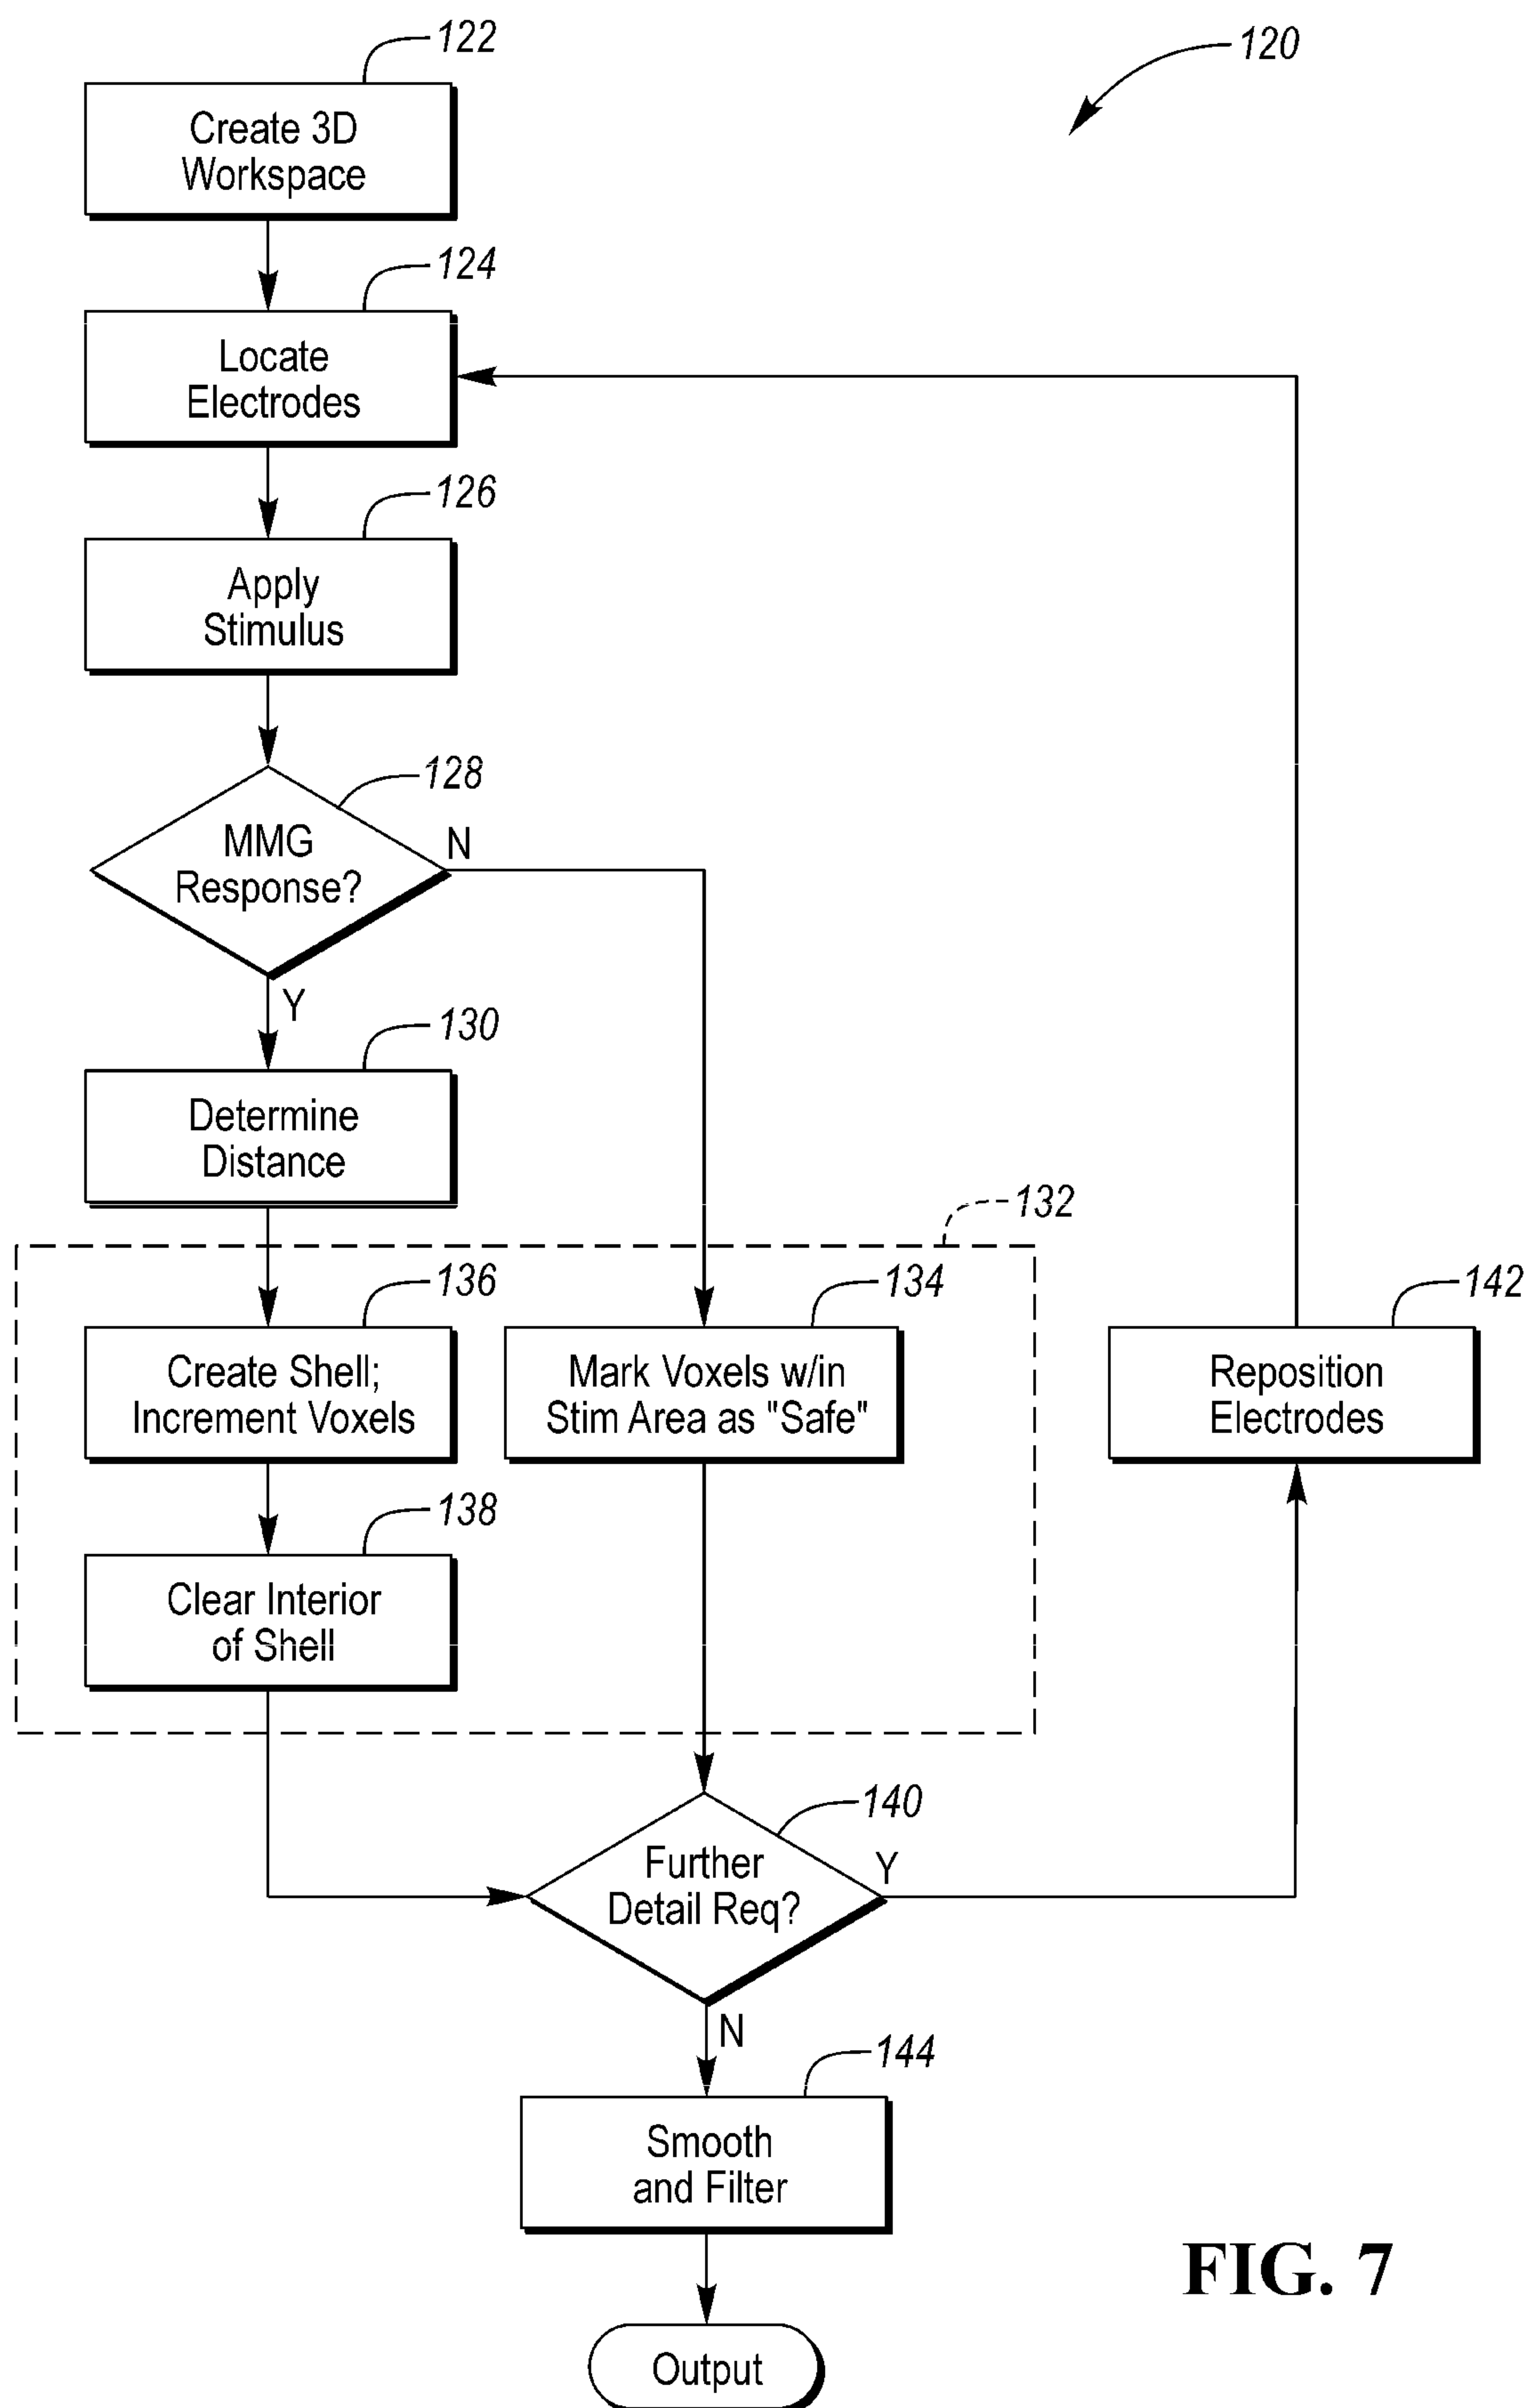 122
120
Create 3D
Workspace
124
Locate
Electrodes
126
Apply
Stimulus
128
MMG
Response?
N
Y
130
Determine
Distance
132
136
134
142
Create Shell;
Increment Voxels
Mark Voxels w/in
Stim Area as "Safe"
Reposition
Electrodes
138
Clear Interior
of Shell
140
Further
Detail Req?
Y
N
144
Smooth
and Filter
Output
FIG. 7